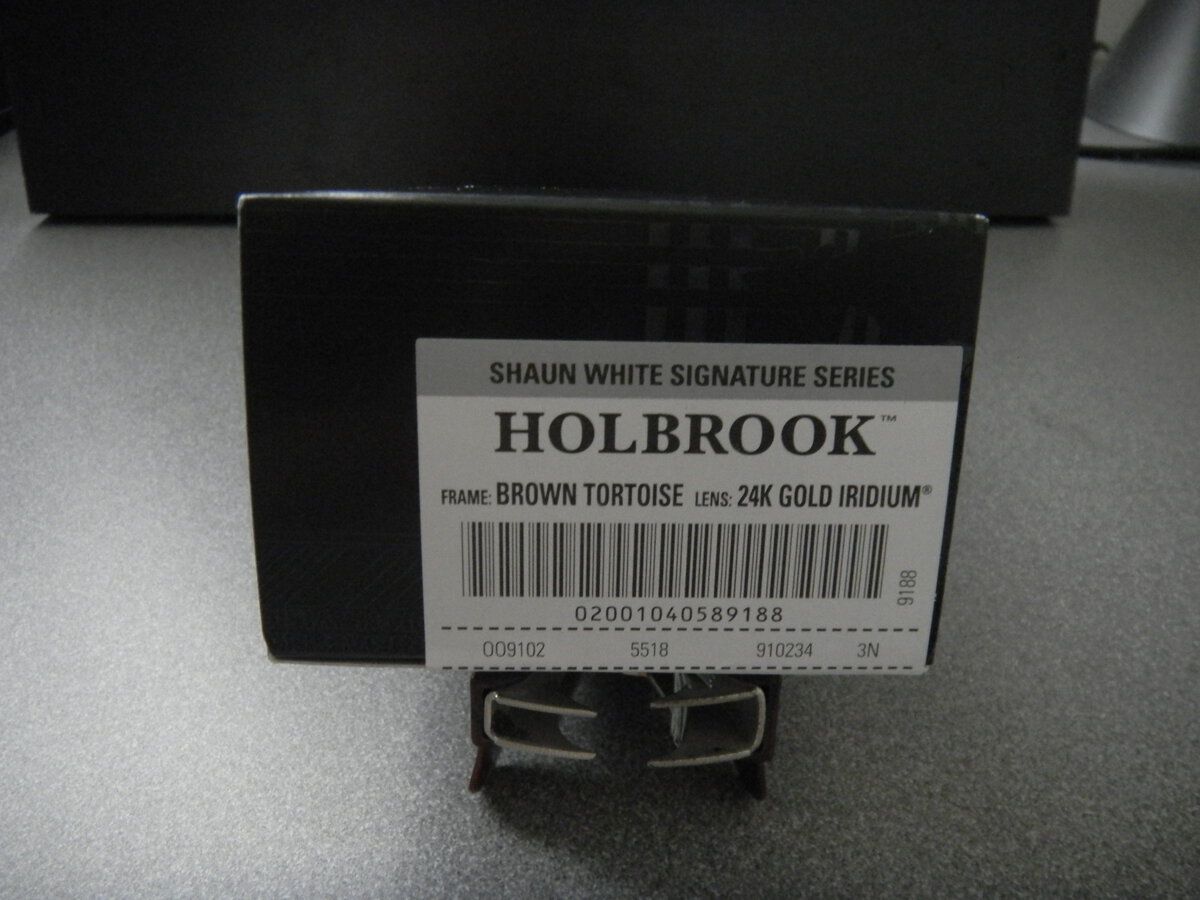 SHAUN WHITE SIGNATURE SERIES
HOLBROOK™
FRAME: BROWN TORTOISE LENS: 24K GOLD IRIDIUM®
02001040589188
9188
OO9102 5518 910234 3N